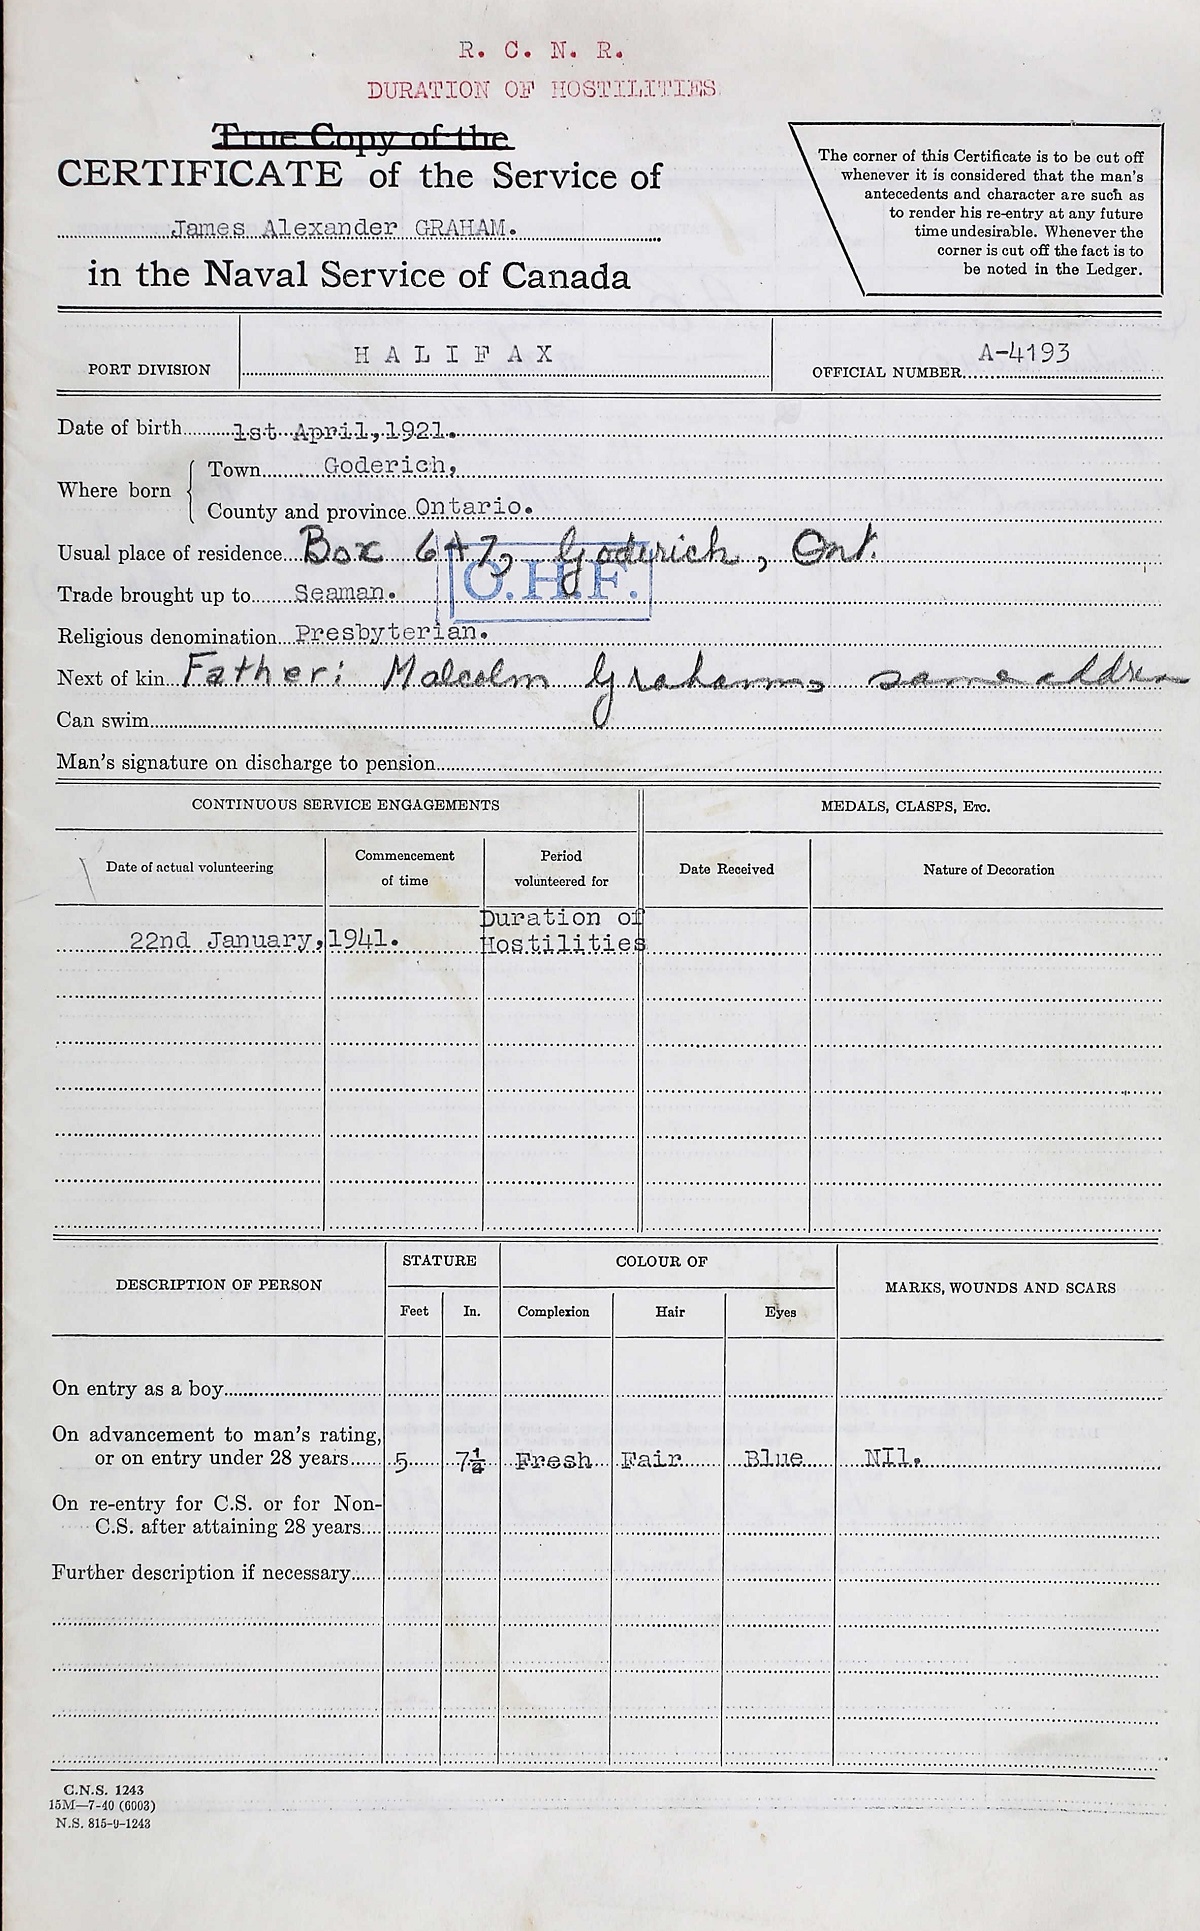 R. C. N. R.
DURATION OF HOSTILITIES
True Copy of the
CERTIFICATE of the Service of
James Alexander GRAHAM.
in the Naval Service of Canada
The corner of this Certificate is to be cut off
whenever it is considered that the man's
antecedents and character are such as
to render his re-entry at any future
time undesirable. Whenever the
corner is cut off the fact is to
be noted in the Ledger.
PORT DIVISION HALIFAX OFFICIAL NUMBER A-4193
Date of birth 1st April, 1921.
Where born
Town Goderich,
County and province Ontario.
Usual place of residence Box 647, Goderich, Ont.
O.H.F.
Trade brought up to Seaman.
Religious denomination Presbyterian.
Next of kin Father: Malcolm Graham, same address
Can swim
Man's signature on discharge to pension
CONTINUOUS SERVICE ENGAGEMENTS MEDALS, CLASPS, ETC.
Date of actual volunteering Commencement of time Period volunteered for Date Received Nature of Decoration
22nd January, 1941. Duration of Hostilities
DESCRIPTION OF PERSON STATURE COLOUR OF MARKS, WOUNDS AND SCARS
Feet In. Complexion Hair Eyes
On entry as a boy
On advancement to man's rating,
or on entry under 28 years 5 7½ Fresh Fair Blue NIl.
On re-entry for C.S. or for Non-
C.S. after attaining 28 years
Further description if necessary
C.N.S. 1243
15M—7-40 (6003)
N.S. 815-9-1243